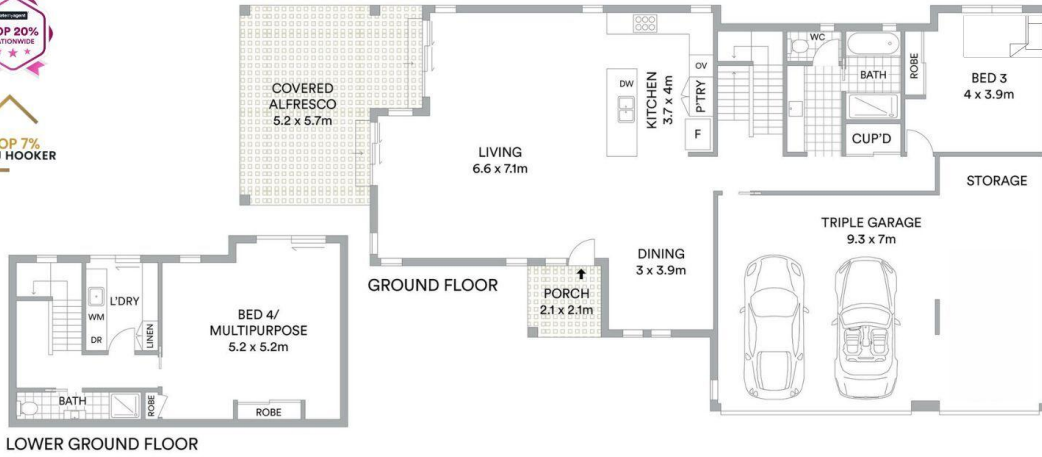 TOP 20%
NATIONWIDE
TOP 7%
HOOKER
COVERED
ALFRESCO
5.2 x 5.7m
LIVING
6.6 x 7.1m
DW
KITCHEN
3.7 x 4m
OV
P'TRY
F
WC
BATH
CUP'D
ROBE
BED 3
4 x 3.9m
STORAGE
TRIPLE GARAGE
9.3 x 7m
DINING
3 x 3.9m
PORCH
2.1 x 2.1m
GROUND FLOOR
L'DRY
WM
DR
LINEN
BED 4/
MULTIPURPOSE
5.2 x 5.2m
BATH
ROBE
ROBE
LOWER GROUND FLOOR